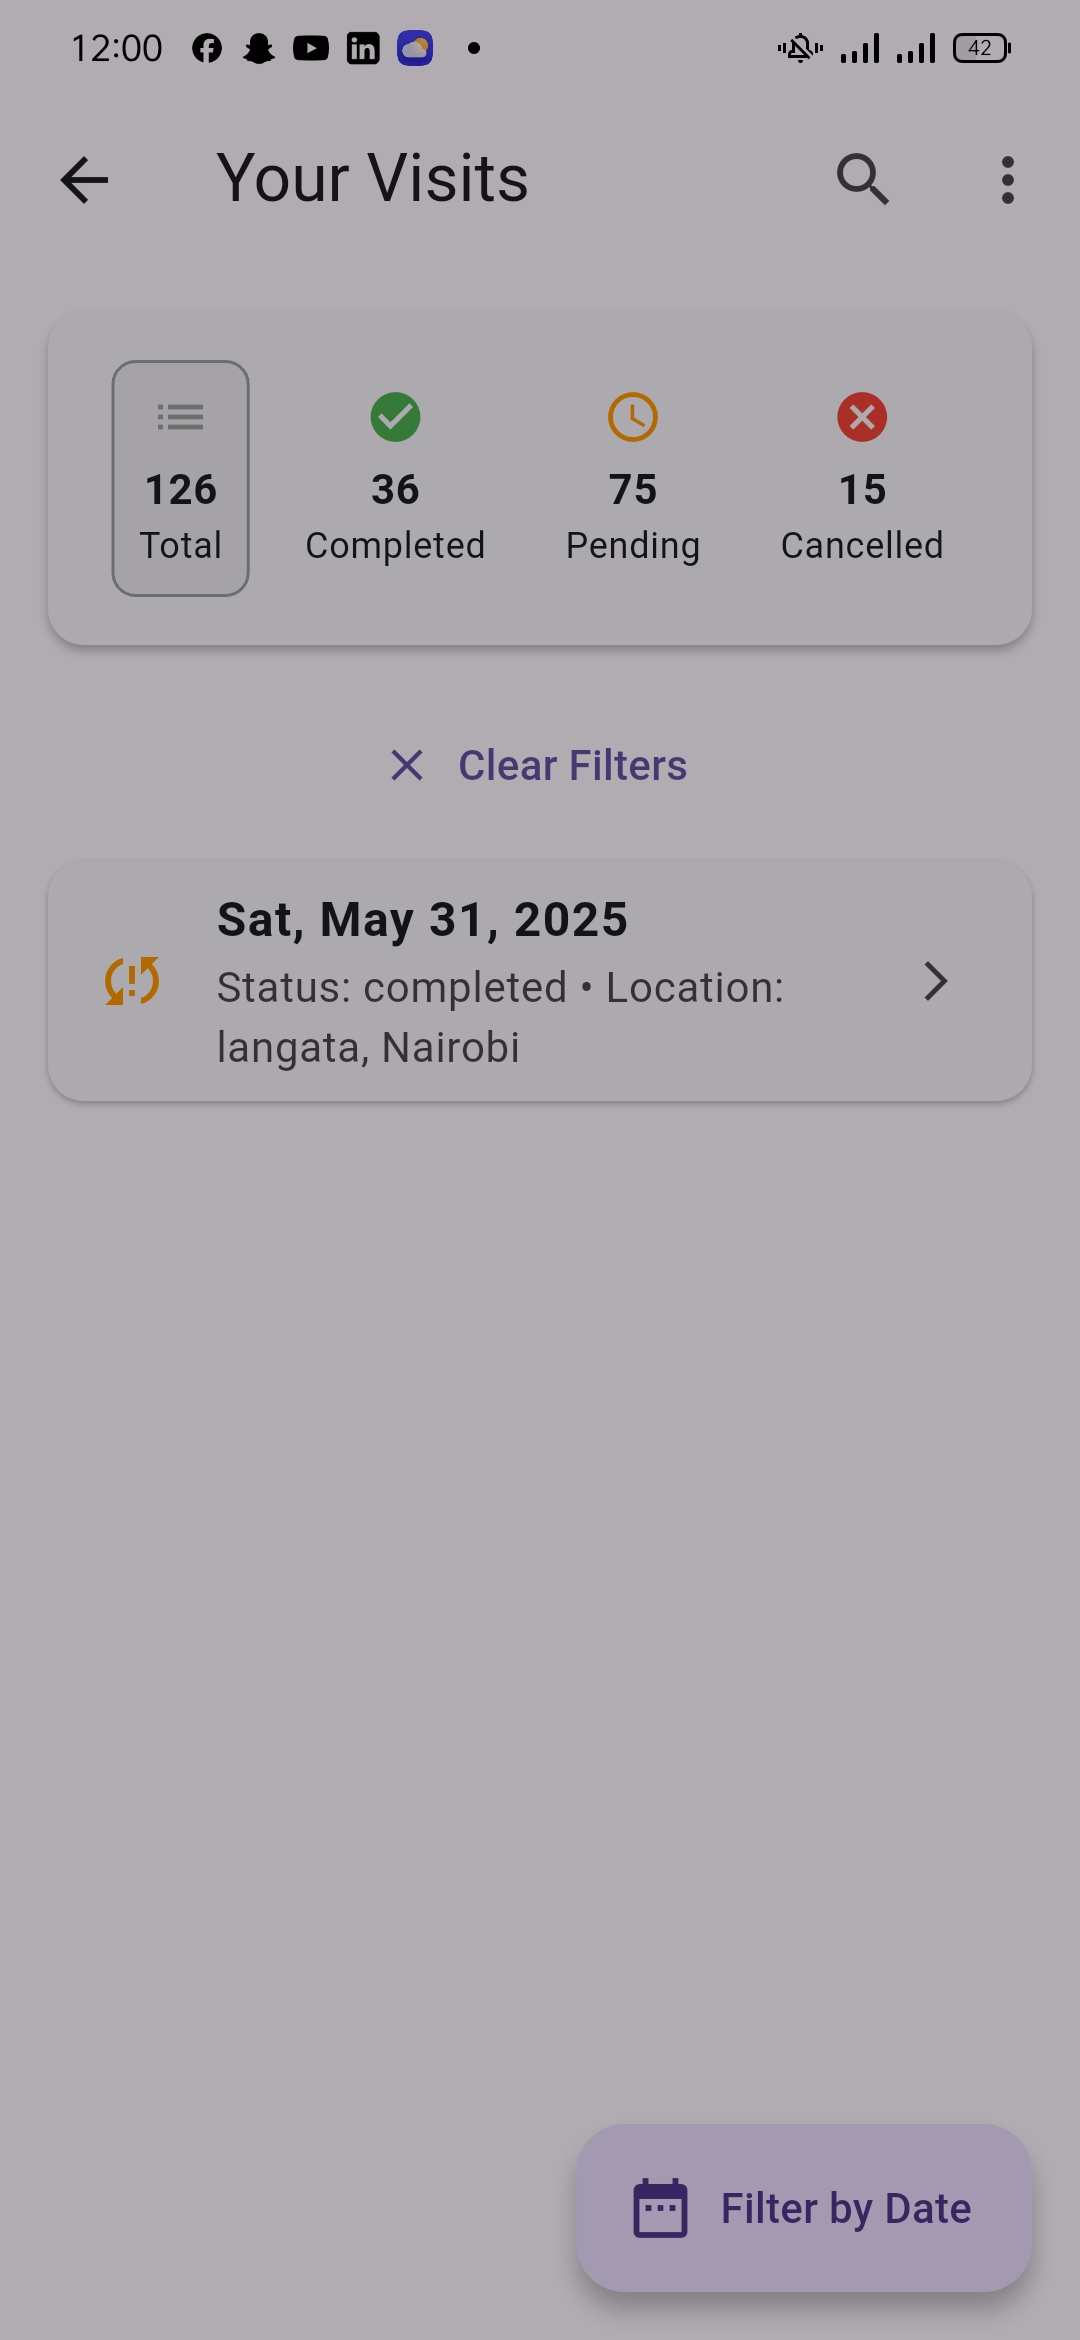 12:00
42
Your Visits
126
36
75
15
Total
Completed
Pending
Cancelled
Clear Filters
Sat, May 31, 2025
Status: completed • Location:
langata, Nairobi
Filter by Date